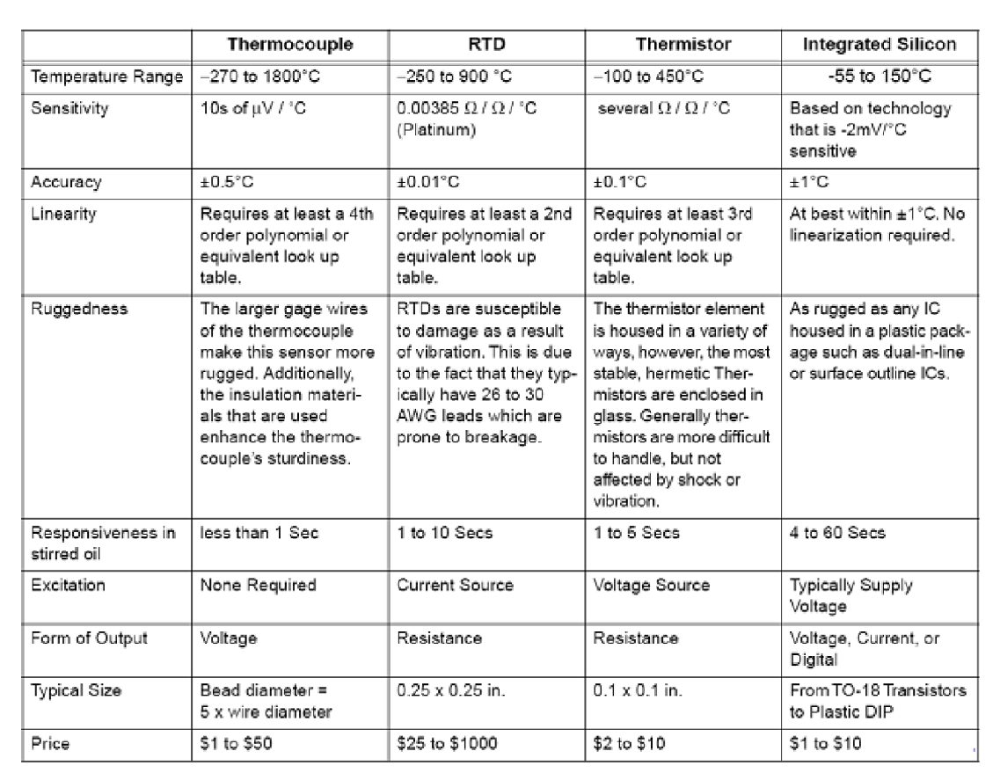 Thermocouple RTD Thermistor Integrated Silicon
Temperature Range –270 to 1800°C –250 to 900 °C –100 to 450°C -55 to 150°C
Sensitivity 10s of μV / °C 0.00385 Ω / Ω / °C several Ω / Ω / °C Based on technology
(Platinum) that is -2mV/°C
sensitive
Accuracy ±0.5°C ±0.01°C ±0.1°C ±1°C
Linearity Requires at least a 4th Requires at least a 2nd Requires at least 3rd At best within ±1°C. No
order polynomial or order polynomial or order polynomial or linearization required.
equivalent look up equivalent look up equivalent look up
table. table. table.
Ruggedness The larger gage wires RTDs are susceptible The thermistor element As rugged as any IC
of the thermocouple to damage as a result is housed in a variety of housed in a plastic pack-
make this sensor more of vibration. This is due ways, however, the most age such as dual-in-line
rugged. Additionally, to the fact that they typ- stable, hermetic Ther- or surface outline ICs.
the insulation materi- ically have 26 to 30 mistors are enclosed in
als that are used AWG leads which are glass. Generally ther-
enhance the thermo- prone to breakage. mistors are more difficult
couple's sturdiness. to handle, but not
affected by shock or
vibration.
Responsiveness in less than 1 Sec 1 to 10 Secs 1 to 5 Secs 4 to 60 Secs
stirred oil
Excitation None Required Current Source Voltage Source Typically Supply
Voltage
Form of Output Voltage Resistance Resistance Voltage, Current, or
Digital
Typical Size Bead diameter = 0.25 x 0.25 in. 0.1 x 0.1 in. From TO-18 Transistors
5 x wire diameter to Plastic DIP
Price $1 to $50 $25 to $1000 $2 to $10 $1 to $10